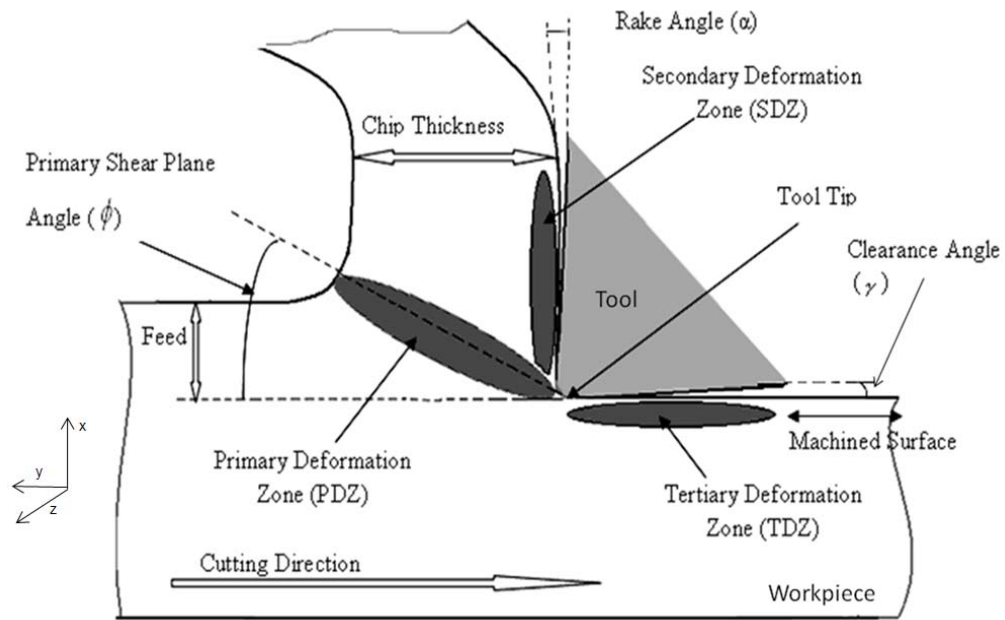 Rake Angle (α)
Secondary Deformation
Zone (SDZ)
Chip Thickness
Primary Shear Plane
Angle (ϕ)
Tool Tip
Clearance Angle
(γ)
Tool
Feed
x
y
z
Machined Surface
Primary Deformation
Zone (PDZ)
Tertiary Deformation
Zone (TDZ)
Cutting Direction
Workpiece